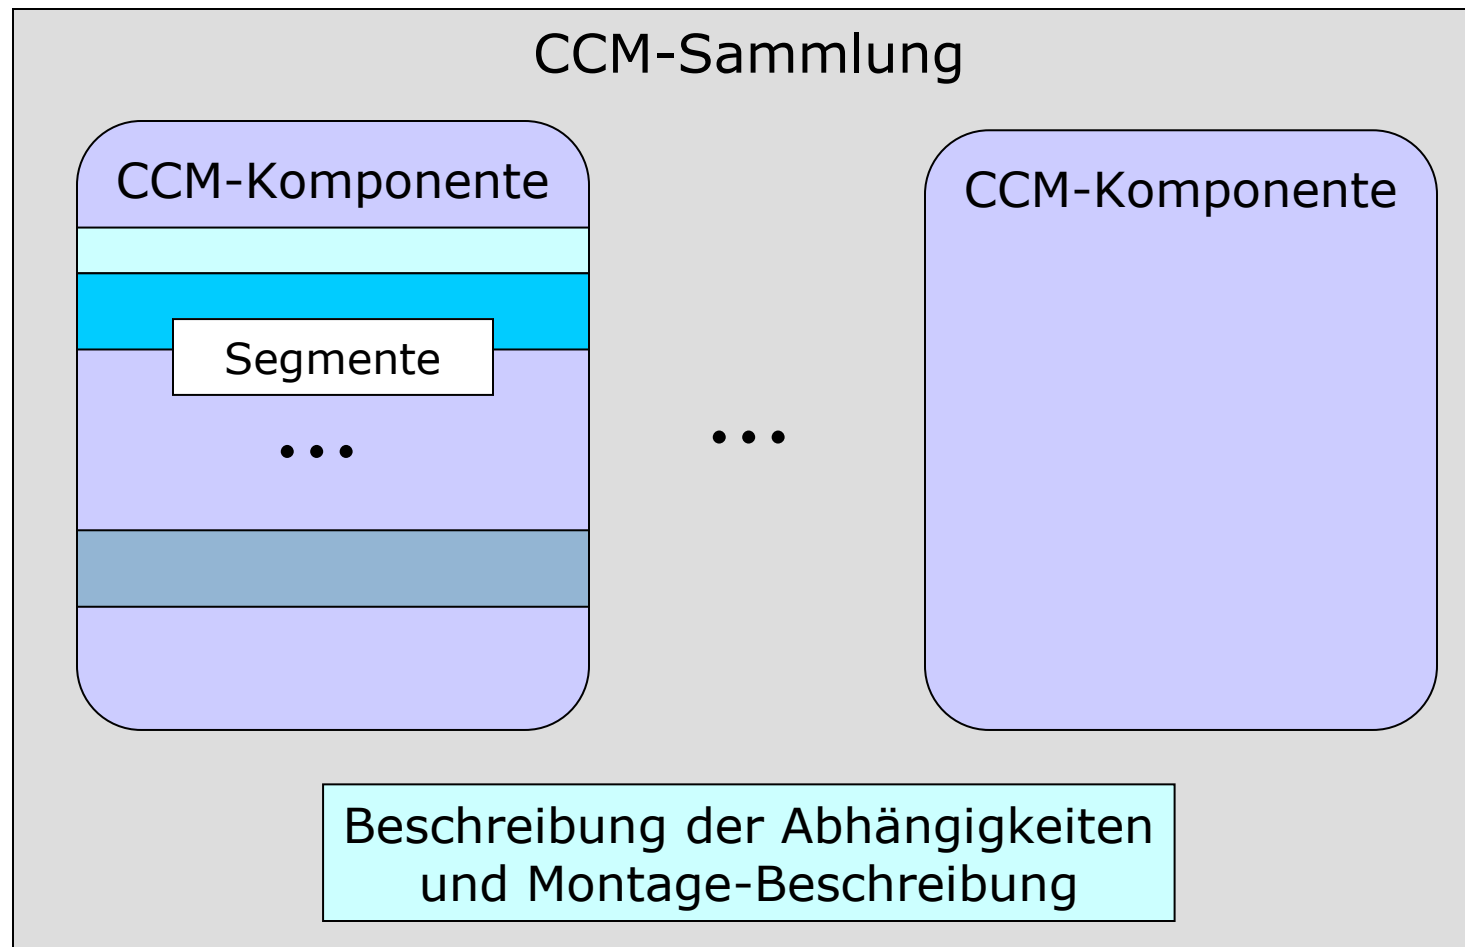 CCM-Sammlung
CCM-Komponente
Segmente
...
...
CCM-Komponente
Beschreibung der Abhängigkeiten
und Montage-Beschreibung